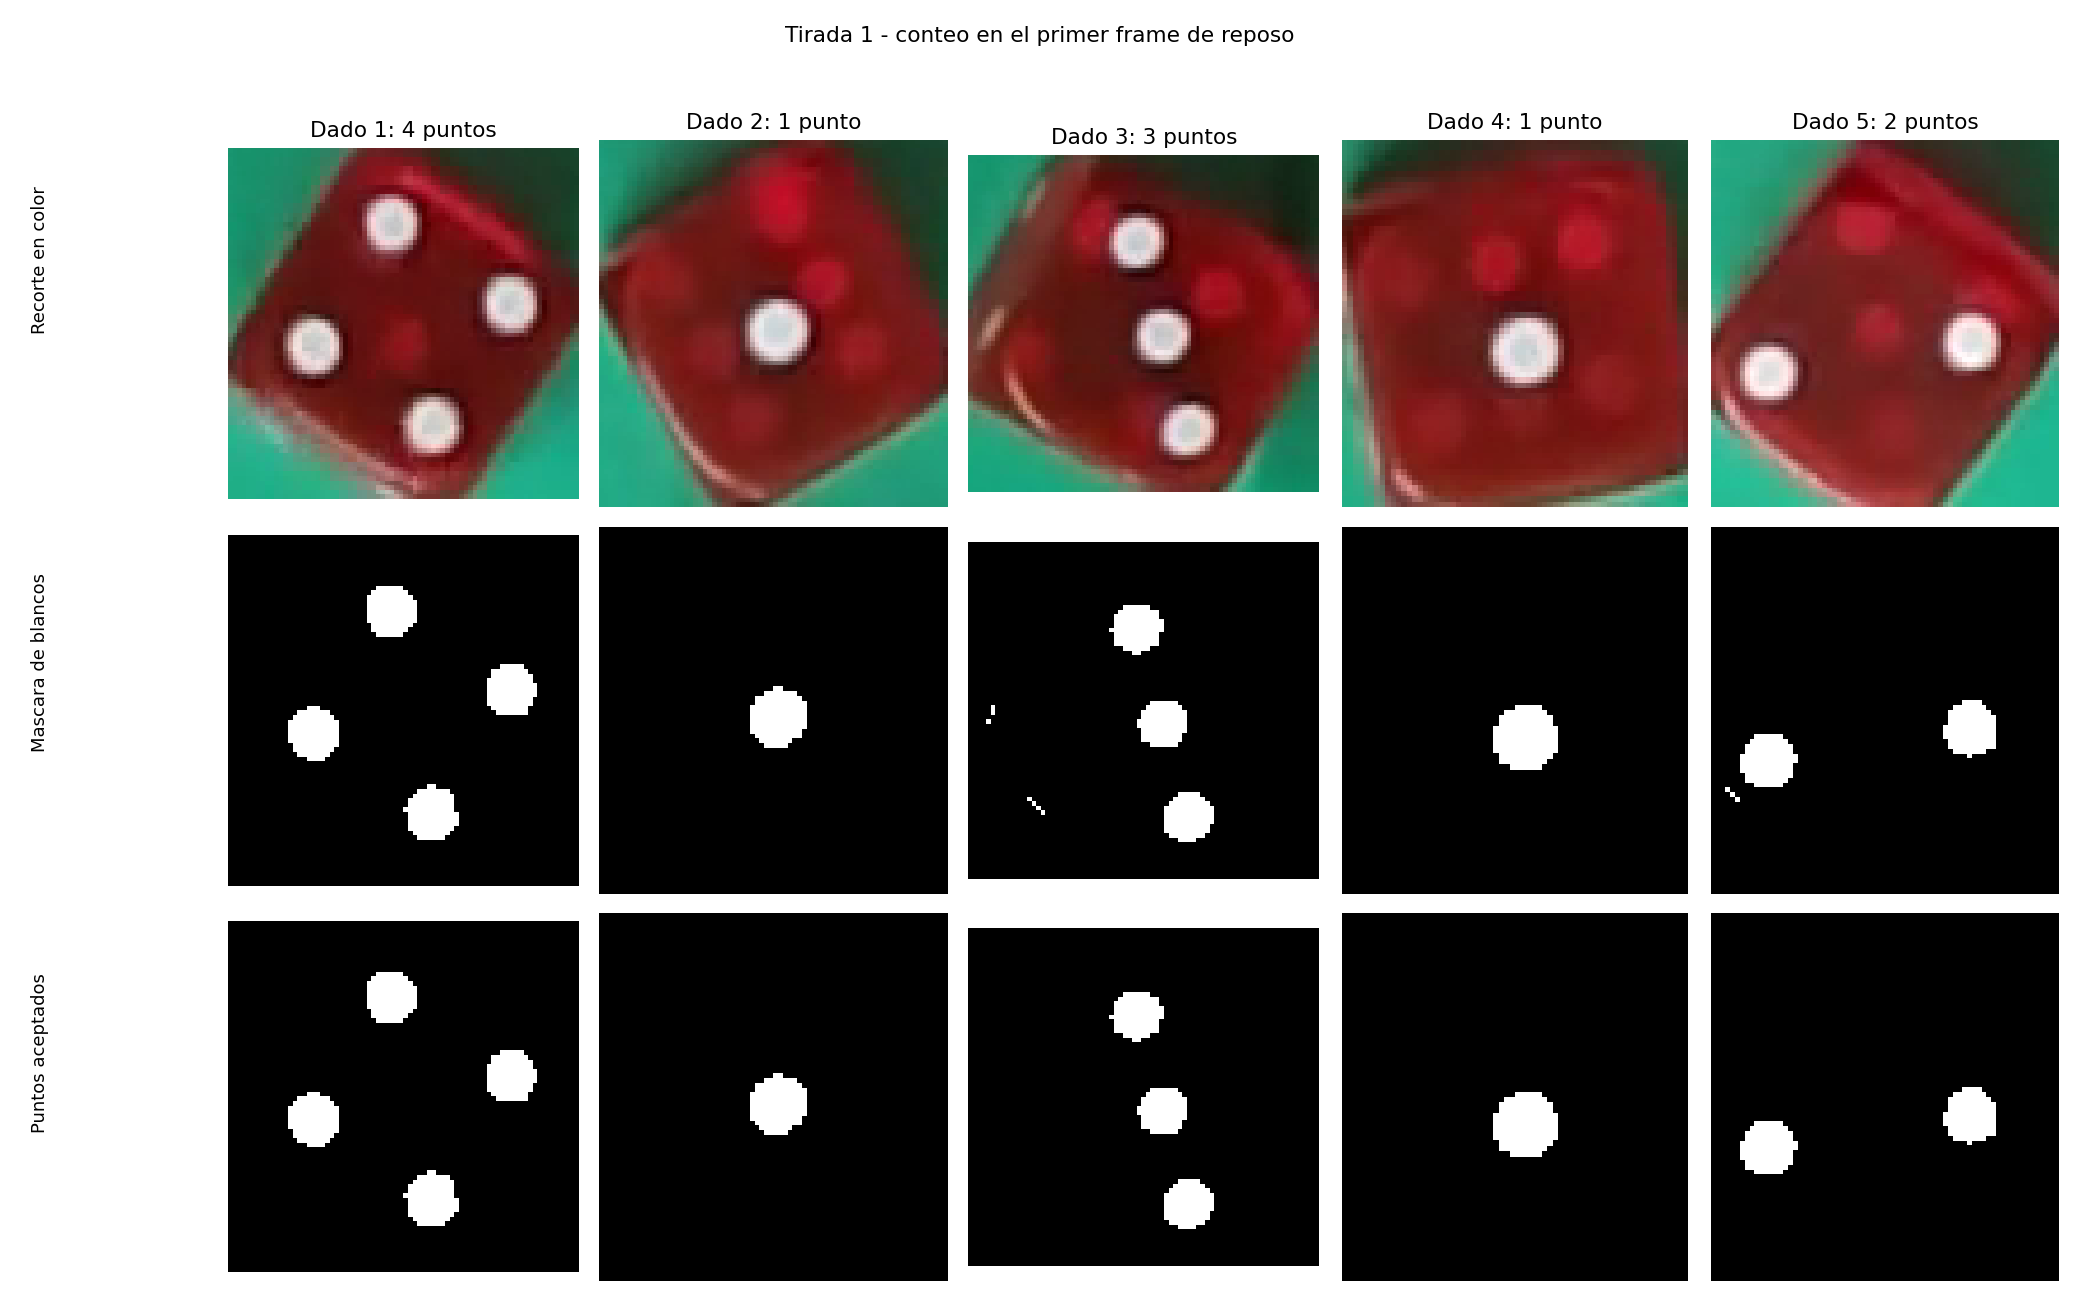 Tirada 1 - conteo en el primer frame de reposo
Dado 1: 4 puntos
Dado 2: 1 punto
Dado 3: 3 puntos
Dado 4: 1 punto
Dado 5: 2 puntos
Recorte en color
Mascara de blancos
Puntos aceptados